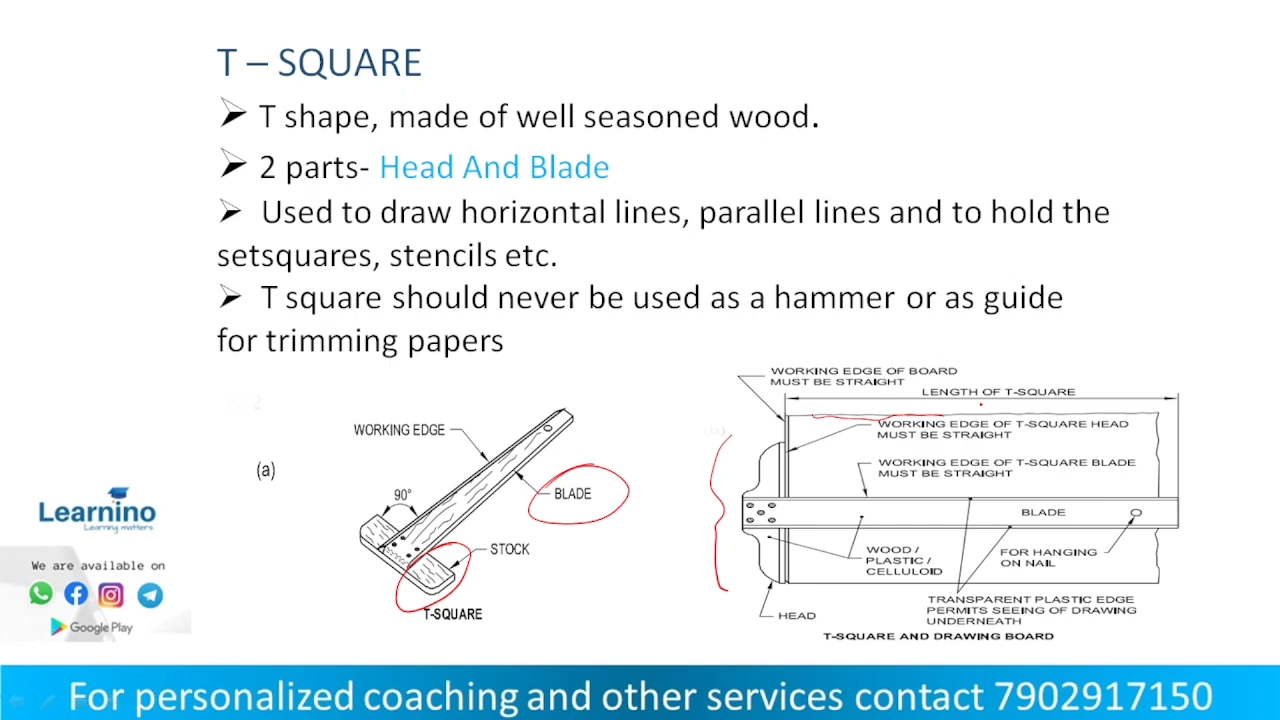 T – SQUARE
T shape, made of well seasoned wood.
2 parts- Head And Blade
Used to draw horizontal lines, parallel lines and to hold the
setsquares, stencils etc.
T square should never be used as a hammer or as guide
for trimming papers
(a)
WORKING EDGE
90°
BLADE
STOCK
T-SQUARE
WORKING EDGE OF BOARD
MUST BE STRAIGHT
LENGTH OF T-SQUARE
(b)
WORKING EDGE OF T-SQUARE HEAD
MUST BE STRAIGHT
WORKING EDGE OF T-SQUARE BLADE
MUST BE STRAIGHT
BLADE
WOOD /
PLASTIC /
CELLULOID
FOR HANGING
ON NAIL
TRANSPARENT PLASTIC EDGE
PERMITS SEEING OF DRAWING
UNDERNEATH
HEAD
T-SQUARE AND DRAWING BOARD
Learnino
Learning matters
We are available on
Google Play
For personalized coaching and other services contact 7902917150